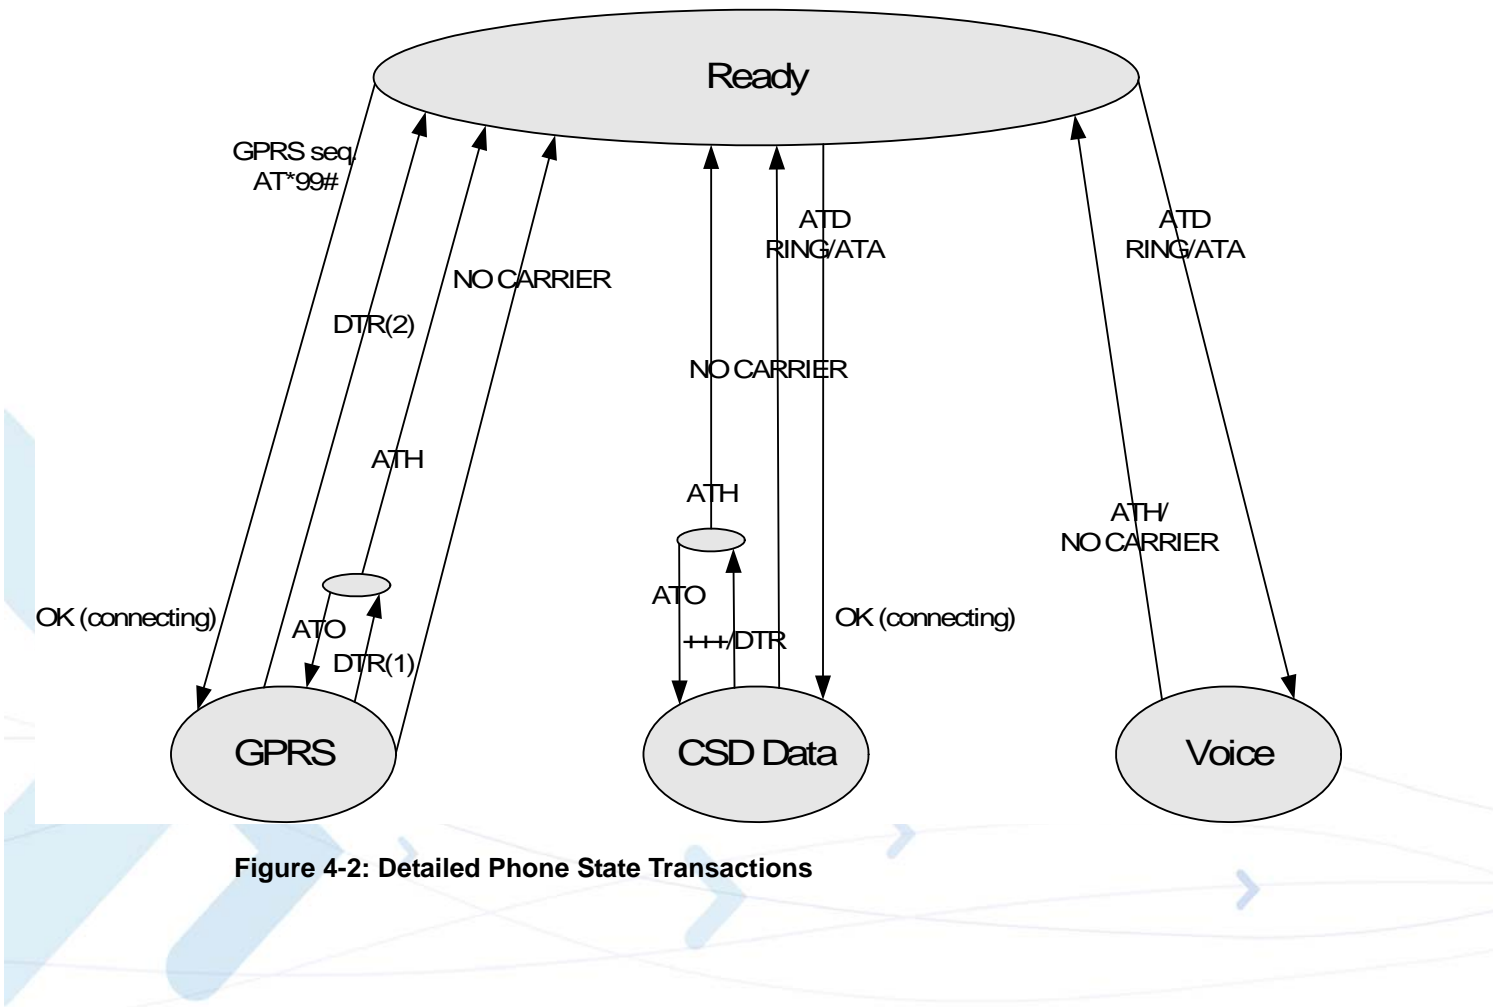 Ready
GPRS seq.
AT*99#
ATD
RING/ATA
ATD
RING/ATA
NO CARRIER
DTR(2)
NO CARRIER
ATH
ATH
ATH/
NO CARRIER
ATO
OK (connecting)
ATO
OK (connecting)
+++/DTR
DTR(1)
GPRS
CSD Data
Voice
Figure 4-2: Detailed Phone State Transactions